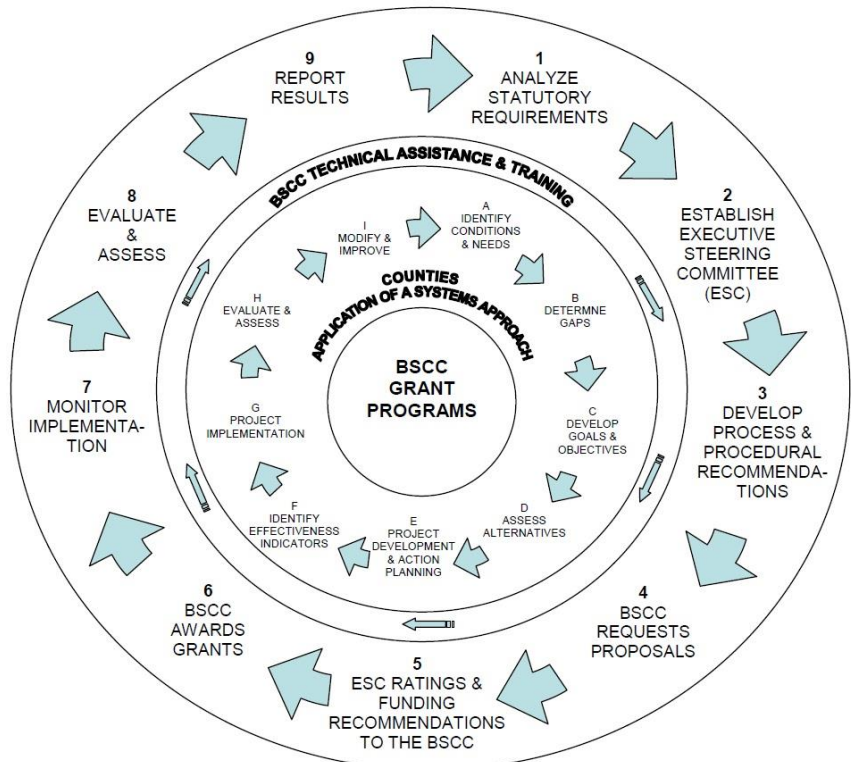 1
ANALYZE
STATUTORY
REQUIREMENTS
2
ESTABLISH
EXECUTIVE
STEERING
COMMITTEE
(ESC)
3
DEVELOP
PROCESS &
PROCEDURAL
RECOMMENDA-
TIONS
4
BSCC
REQUESTS
PROPOSALS
5
ESC RATINGS &
FUNDING
RECOMMENDATIONS
TO THE BSCC
6
BSCC
AWARDS
GRANTS
7
MONITOR
IMPLEMENTA-
TION
8
EVALUATE
&
ASSESS
9
REPORT
RESULTS
BSCC TECHNICAL ASSISTANCE & TRAINING
A
IDENTIFY
CONDITIONS
& NEEDS
B
DETERMNE
GAPS
C
DEVELOP
GOALS &
OBJECTIVES
D
ASSESS
ALTERNATIVES
E
PROJECT
DEVELOPMENT
& ACTION
PLANNING
F
IDENTIFY
EFFECTIVENESS
INDICATORS
G
PROJECT
IMPLEMENTATION
H
EVALUATE &
ASSESS
I
MODIFY &
IMPROVE
COUNTIES
APPLICATION OF A SYSTEMS APPROACH
BSCC
GRANT
PROGRAMS